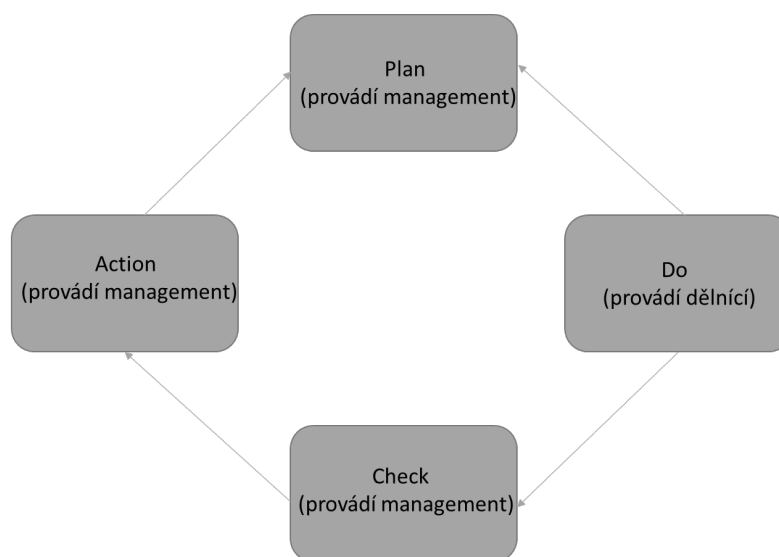 Plan
(provádí management)
Action
(provádí management)
Do
(provádí dělnící)
Check
(provádí management)